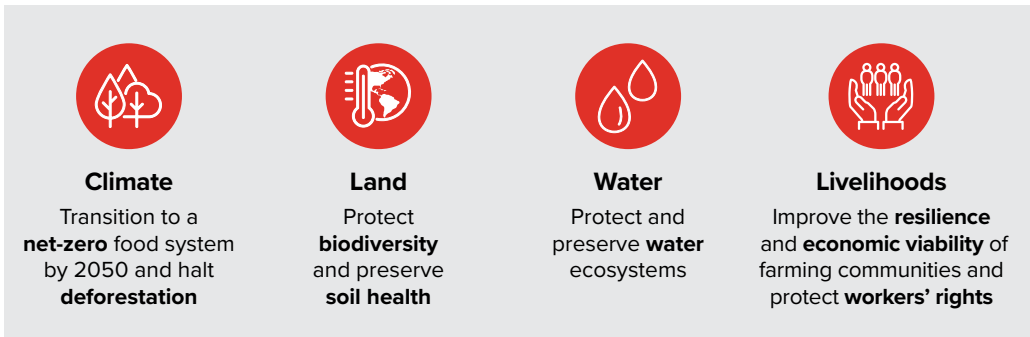 Climate
Transition to a
net-zero food system
by 2050 and halt
deforestation
Land
Protect
biodiversity
and preserve
soil health
Water
Protect and
preserve water
ecosystems
Livelihoods
Improve the resilience
and economic viability of
farming communities and
protect workers’ rights